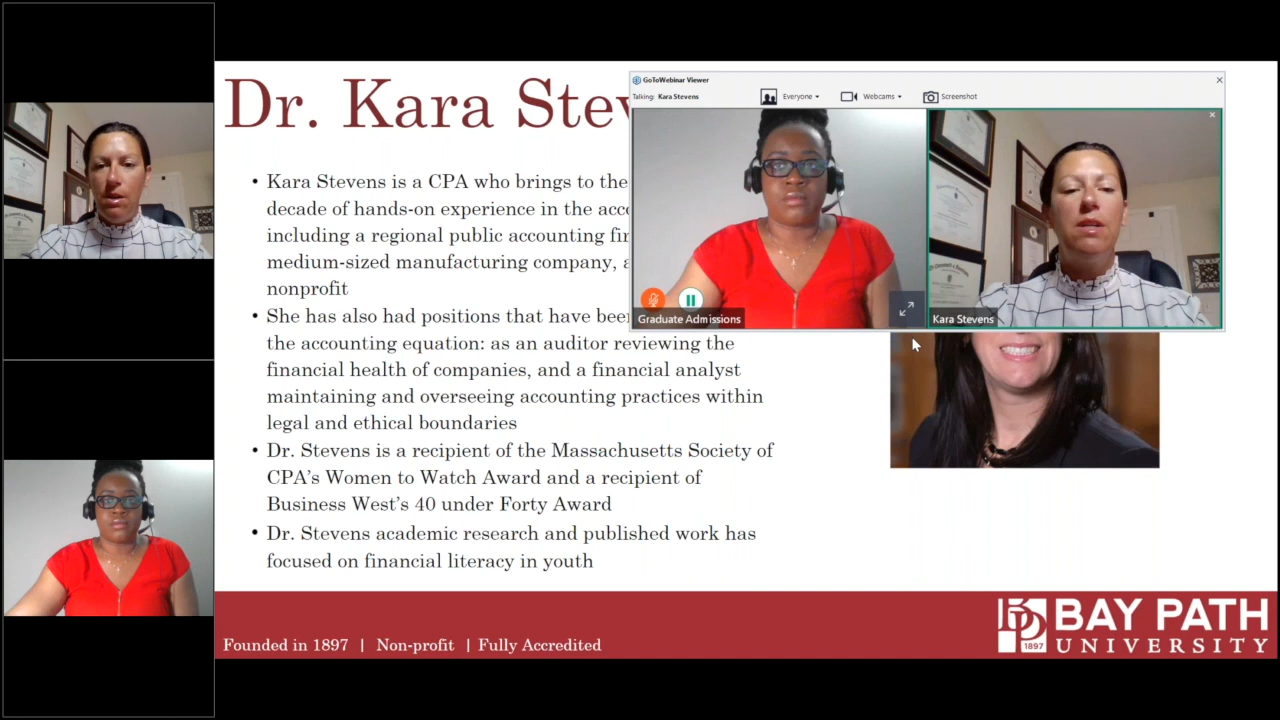 Dr. Kara Stev
GoToWebinar Viewer
Talking: Kara Stevens
Everyone
Webcams
Screenshot
Graduate Admissions
Kara Stevens
• Kara Stevens is a CPA who brings to the
decade of hands-on experience in the acco
including a regional public accounting fir
medium-sized manufacturing company, a
nonprofit
• She has also had positions that have been
the accounting equation: as an auditor reviewing the
financial health of companies, and a financial analyst
maintaining and overseeing accounting practices within
legal and ethical boundaries
• Dr. Stevens is a recipient of the Massachusetts Society of
CPA's Women to Watch Award and a recipient of
Business West's 40 under Forty Award
• Dr. Stevens academic research and published work has
focused on financial literacy in youth
Founded in 1897 | Non-profit | Fully Accredited
1897
BAY PATH
UNIVERSITY